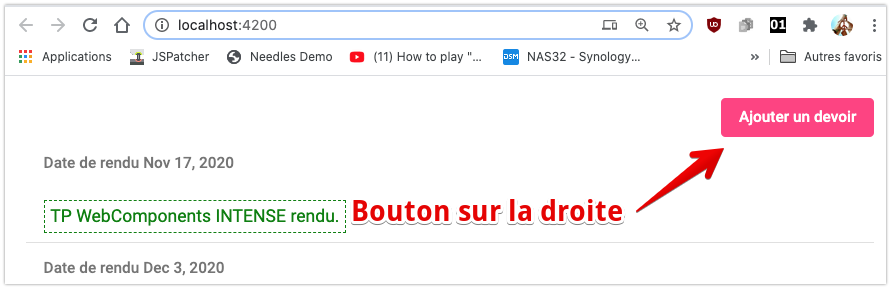 localhost:4200
01
Applications JSPatcher Needles Demo (11) How to play "... DSM NAS32 - Synology... » Autres favoris
Ajouter un devoir
Date de rendu Nov 17, 2020
TP WebComponents INTENSE rendu. Bouton sur la droite
Date de rendu Dec 3, 2020